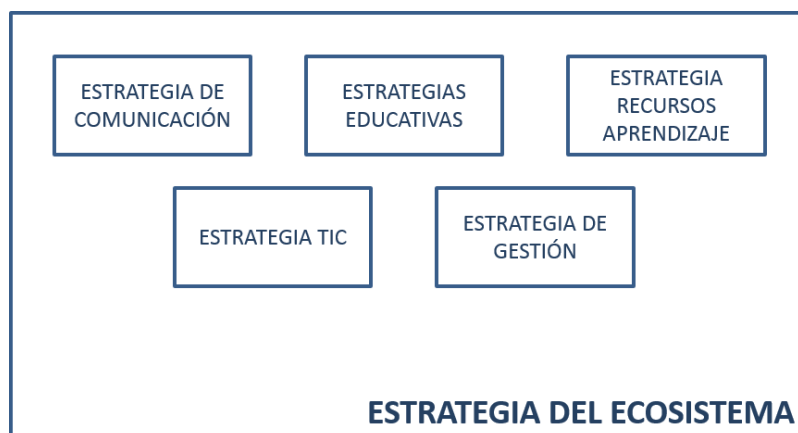 ESTRATEGIA DE
COMUNICACIÓN
ESTRATEGIAS
EDUCATIVAS
ESTRATEGIA
RECURSOS
APRENDIZAJE
ESTRATEGIA TIC
ESTRATEGIA DE
GESTIÓN
ESTRATEGIA DEL ECOSISTEMA